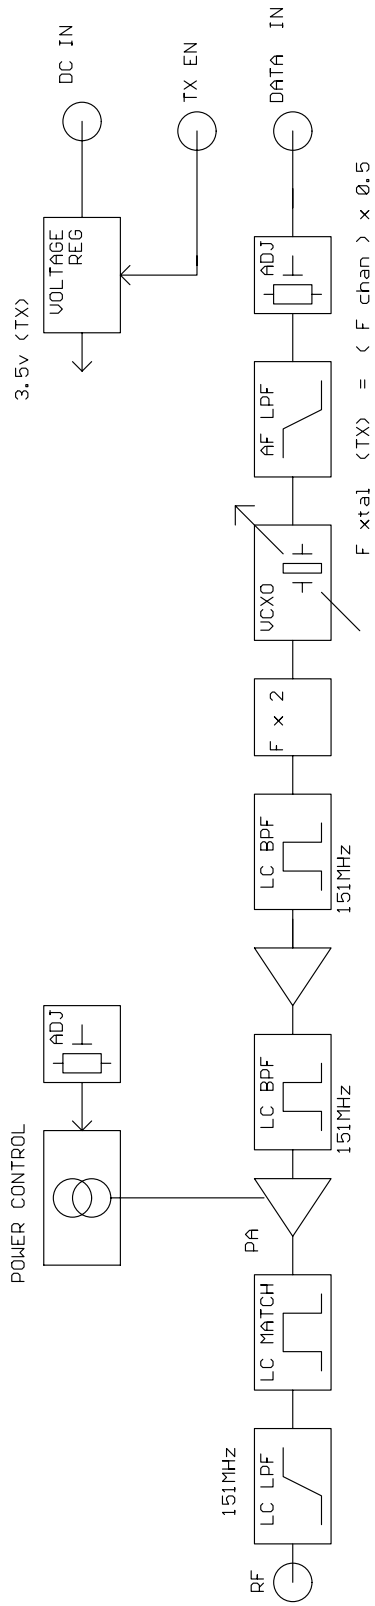 DC IN
TX EN
DATA IN
VOLTAGE
REG
3.5v (TX)
ADJ
AF LPF
VCXO
F xtal (TX) = ( F chan ) x 0.5
F x 2
LC BPF
151MHz
ADJ
LC BPF
151MHz
POWER CONTROL
PA
LC MATCH
151MHz
LC LPF
RF